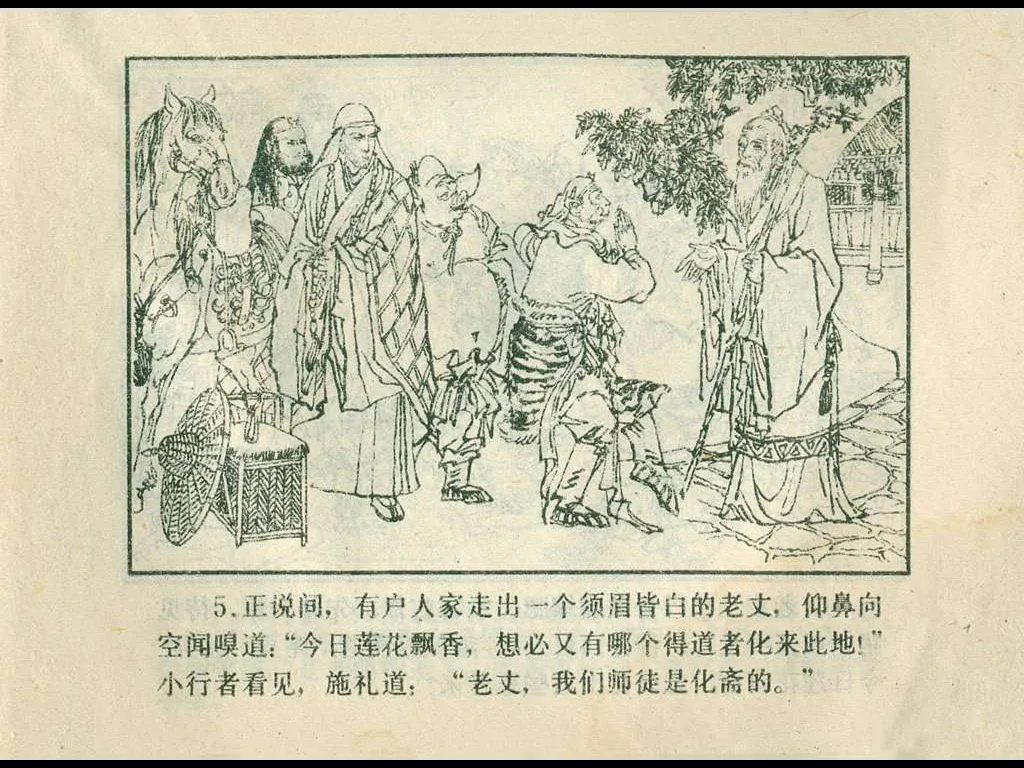 5.正说间，有户人家走出一个须眉皆白的老丈，仰鼻向
空闻嗅道：“今日莲花飘香，想必又有哪个得道者化来此地！”
小行者看见，施礼道：“老丈，我们师徒是化斋的。”